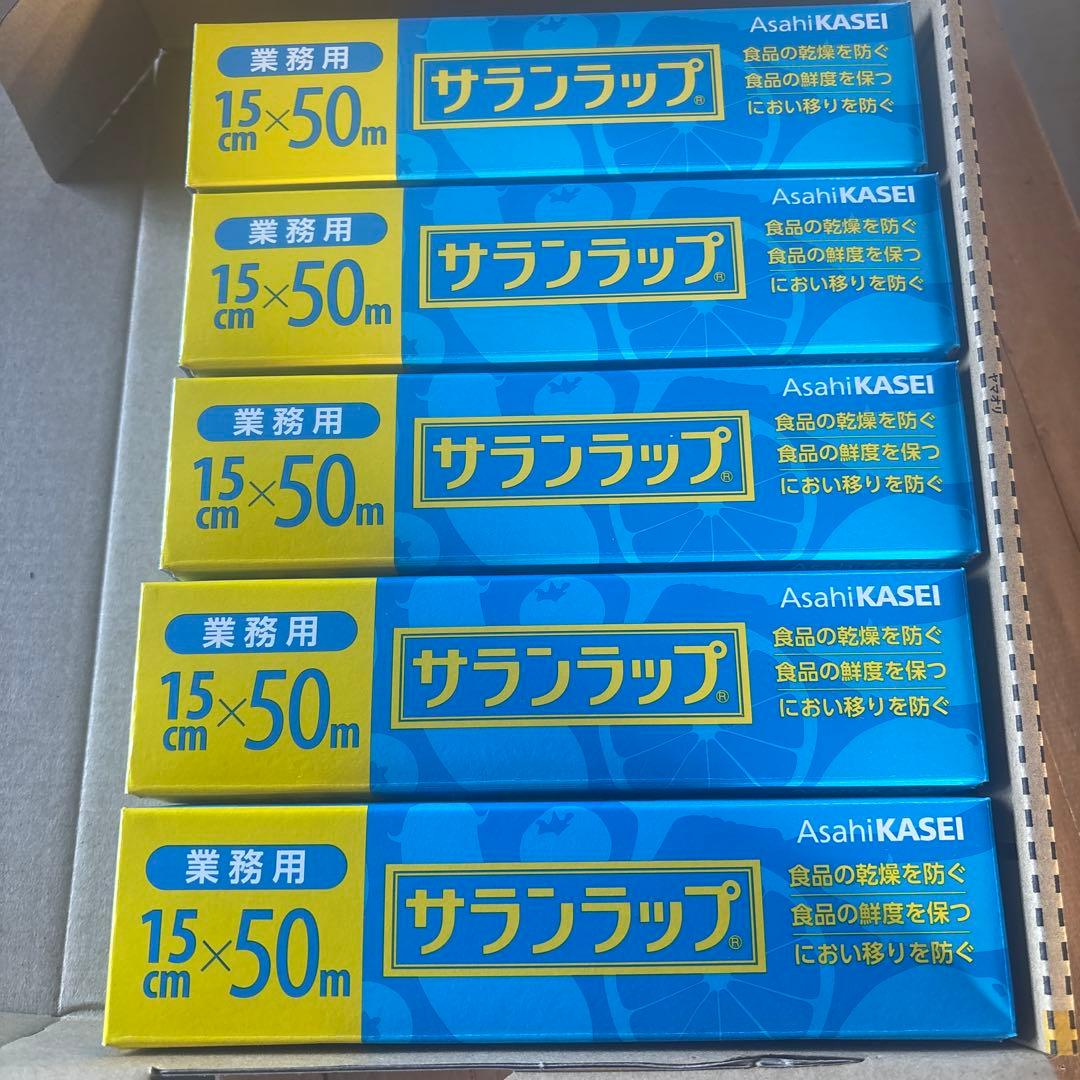 AsahiKASEI
業務用
15cm×50m
サランラップ®
食品の乾燥を防ぐ
食品の鮮度を保つ
におい移りを防ぐ
AsahiKASEI
業務用
15cm×50m
サランラップ®
食品の乾燥を防ぐ
食品の鮮度を保つ
におい移りを防ぐ
AsahiKASEI
業務用
15cm×50m
サランラップ®
食品の乾燥を防ぐ
食品の鮮度を保つ
におい移りを防ぐ
ヤマオリ
AsahiKASEI
業務用
15cm×50m
サランラップ®
食品の乾燥を防ぐ
食品の鮮度を保つ
におい移りを防ぐ
AsahiKASEI
業務用
15cm×50m
サランラップ®
食品の乾燥を防ぐ
食品の鮮度を保つ
におい移りを防ぐ